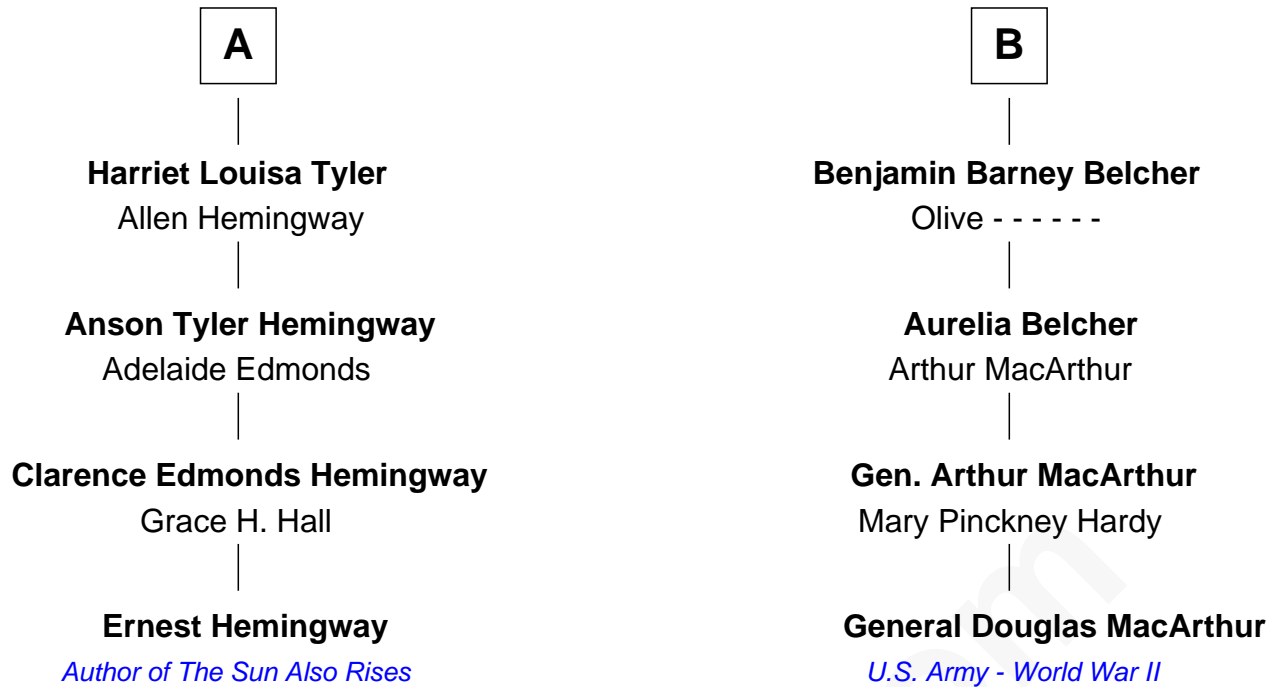 A
Harriet Louisa Tyler
Allen Hemingway
Anson Tyler Hemingway
Adelaide Edmonds
Clarence Edmonds Hemingway
Grace H. Hall
Ernest Hemingway
Author of The Sun Also Rises
B
Benjamin Barney Belcher
Olive - - - - - -
Aurelia Belcher
Arthur MacArthur
Gen. Arthur MacArthur
Mary Pinckney Hardy
General Douglas MacArthur
U.S. Army - World War II